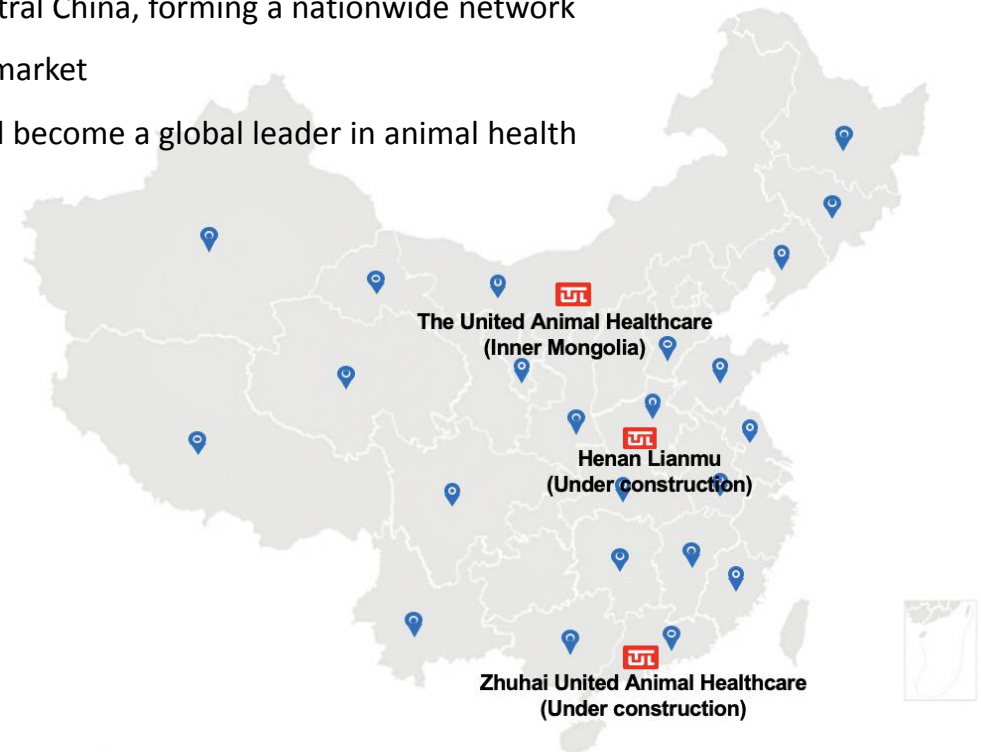 tral China, forming a nationwide network
market
become a global leader in animal health
The United Animal Healthcare
(Inner Mongolia)
Henan Lianmu
(Under construction)
Zhuhai United Animal Healthcare
(Under construction)